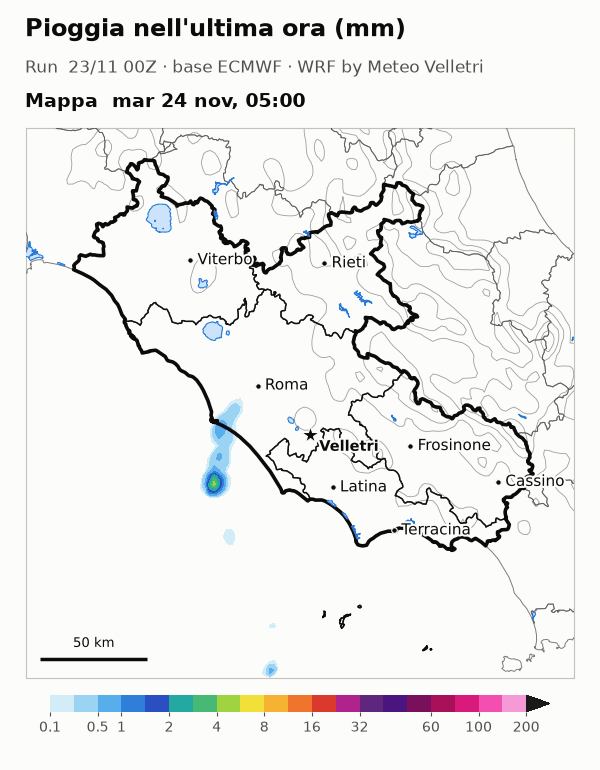 Pioggia nell'ultima ora (mm)
Run  23/11 00Z · base ECMWF · WRF by Meteo Velletri
Mappa  mar 24 nov, 05:00
Viterbo
Rieti
Roma
Velletri
Frosinone
Latina
Cassino
Terracina
50 km
0.1 0.5 1 2 4 8 16 32 60 100 200